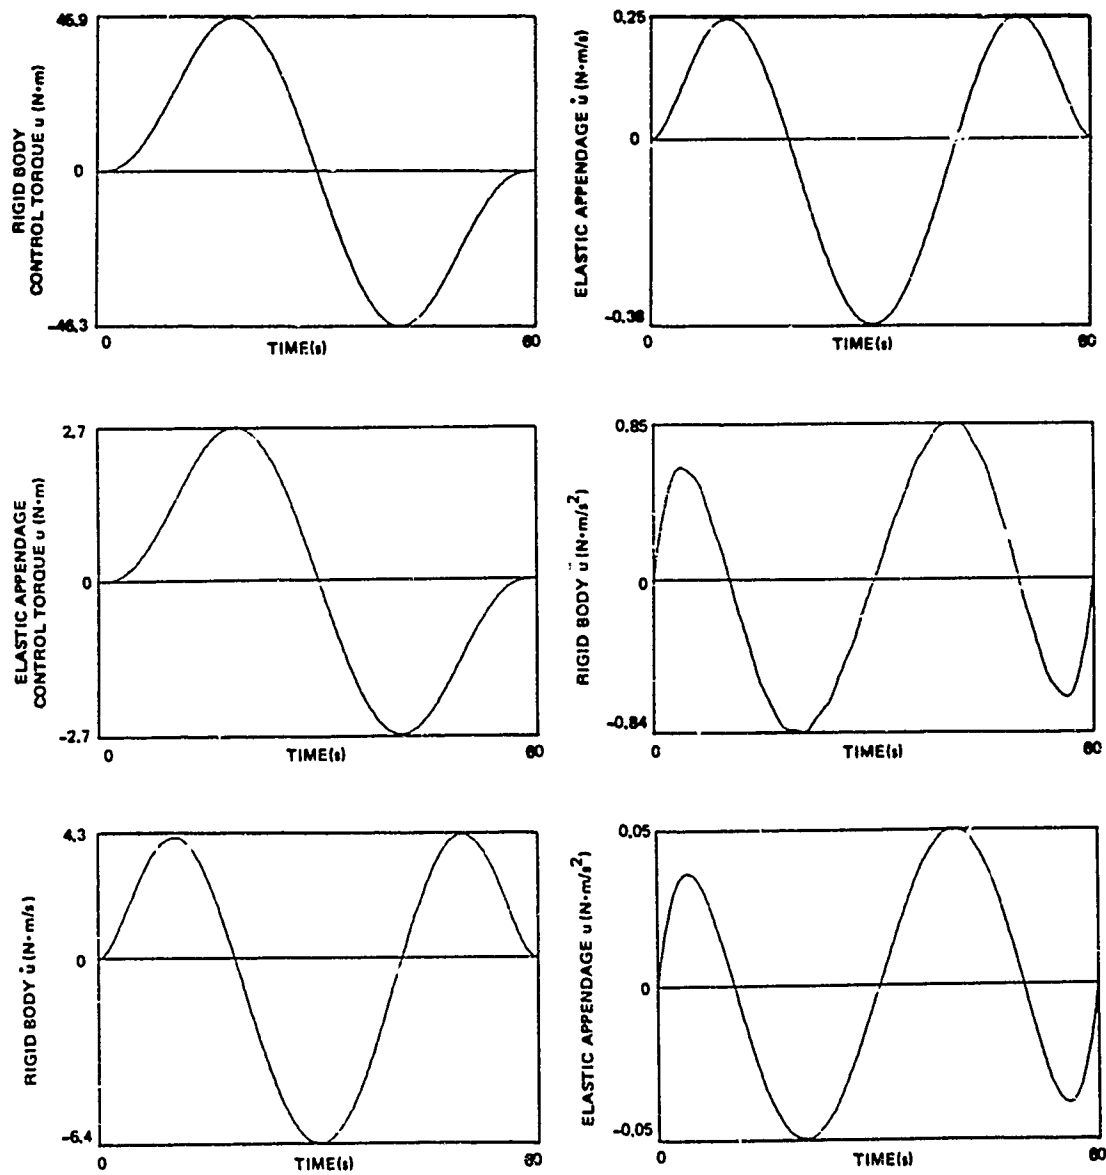 46.9
RIGID BODY
CONTROL TORQUE u (N•m)
0
-46.3
0
TIME(s)
60
0.25
ELASTIC APPENDAGE u̇ (N•m/s)
0
-0.38
0
TIME(s)
60
2.7
ELASTIC APPENDAGE
CONTROL TORQUE u (N•m)
0
-2.7
0
TIME(s)
60
0.85
RIGID BODY ü (N•m/s²)
0
-0.84
0
TIME(s)
60
4.3
RIGID BODY u̇ (N•m/s)
0
-6.4
0
TIME(s)
60
0.05
ELASTIC APPENDAGE u (N•m/s²)
0
-0.05
0
TIME(s)
60